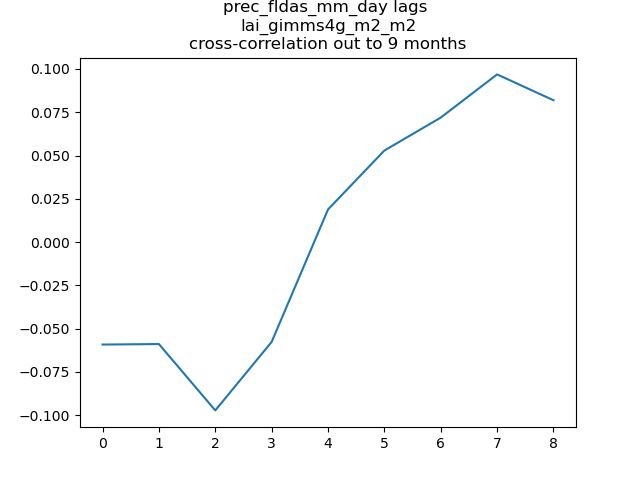 prec_fldas_mm_day lags
lai_gimms4g_m2_m2
cross-correlation out to 9 months
0.100
0.075
0.050
0.025
0.000
−0.025
−0.050
−0.075
−0.100
0 1 2 3 4 5 6 7 8